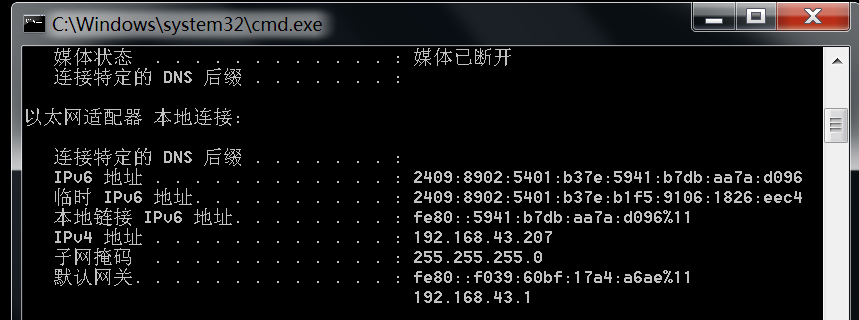 C:\Windows\system32\cmd.exe
媒体状态 . . . . . . . . . . . . : 媒体已断开
连接特定的 DNS 后缀 . . . . . . . :
以太网适配器 本地连接:
连接特定的 DNS 后缀 . . . . . . . :
IPv6 地址 . . . . . . . . . . . . : 2409:8902:5401:b37e:5941:b7db:aa7a:d096
临时 IPv6 地址. . . . . . . . . . : 2409:8902:5401:b37e:b1f5:9106:1826:eec4
本地链接 IPv6 地址. . . . . . . . : fe80::5941:b7db:aa7a:d096%11
IPv4 地址 . . . . . . . . . . . . : 192.168.43.207
子网掩码 . . . . . . . . . . . . : 255.255.255.0
默认网关. . . . . . . . . . . . . : fe80::f039:60bf:17a4:a6ae%11
192.168.43.1